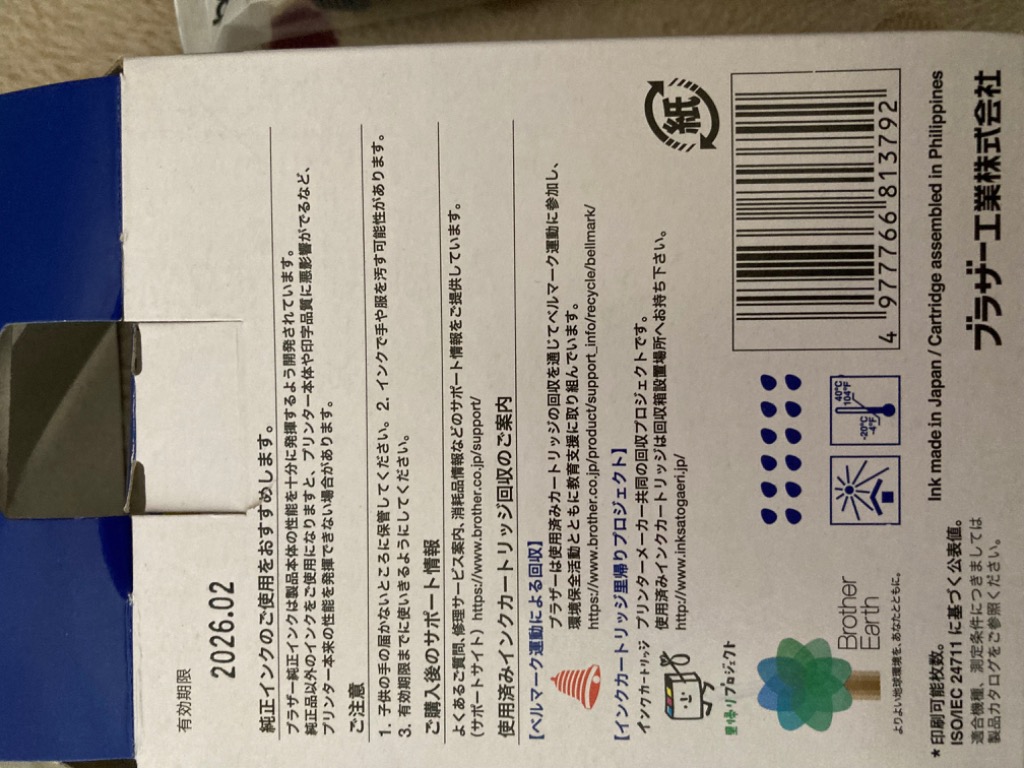 有効期限
2026.02
純正インクのご使用をおすすめします。
ブラザー純正インクは製品本体の性能を十分に発揮するよう開発されています。
純正品以外のインクをご使用になりますと、プリンター本体や印字品質に悪影響がでるなど、
プリンター本来の性能を発揮できない場合があります。
ご注意
1. 子供の手の届かないところに保管してください。 2. インクで手や服を汚す可能性があります。
3. 有効期限までに使いきるようにしてください。
ご購入後のサポート情報
よくあるご質問、修理サービス案内、消耗品情報などのサポート情報をご提供しています。
(サポートサイト) https://www.brother.co.jp/support/
使用済みインクカートリッジ回収のご案内
【ベルマーク運動による回収】
ブラザーは使用済みカートリッジの回収を通じてベルマーク運動に参加し、
環境保全活動とともに教育支援に取り組んでいます。
https://www.brother.co.jp/product/support_info/recycle/bellmark/
【インクカートリッジ里帰りプロジェクト】
プリンターメーカー共同の回収プロジェクトです。
使用済みインクカートリッジは回収箱設置場所へお持ち下さい。
http://www.inksatogaeri.jp/
インクカートリッジ
里帰りプロジェクト
紙
Brother
Earth
よりよい地球環境を、あなたとともに。
-20°C
-4°F
40°C
104°F
4 977766 813792
*印刷可能枚数。
ISO/IEC 24711 に基づく公表値。
適合機種、測定条件につきましては
製品カタログをご参照ください。
Ink made in Japan / Cartridge assembled in Philippines
ブラザー工業株式会社